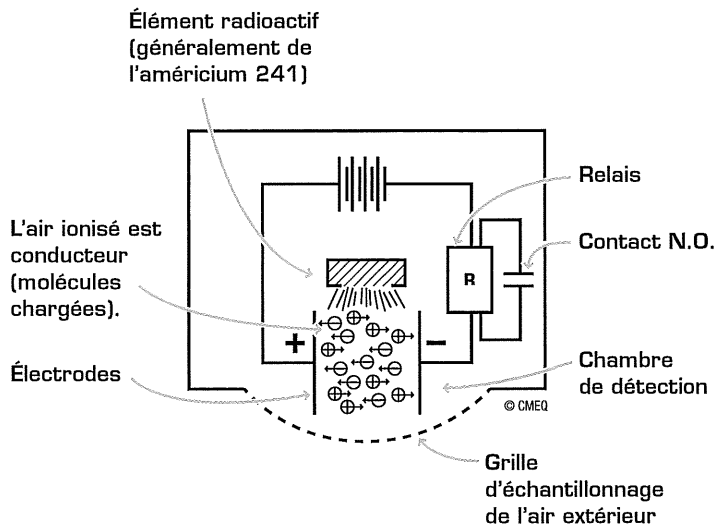 Élément radioactif
(généralement de
l'américium 241)
Relais
L'air ionisé est
conducteur
(molécules
chargées).
Contact N.O.
R
+
−
Électrodes
Chambre
de détection
© CMEQ
Grille
d'échantillonnage
de l'air extérieur